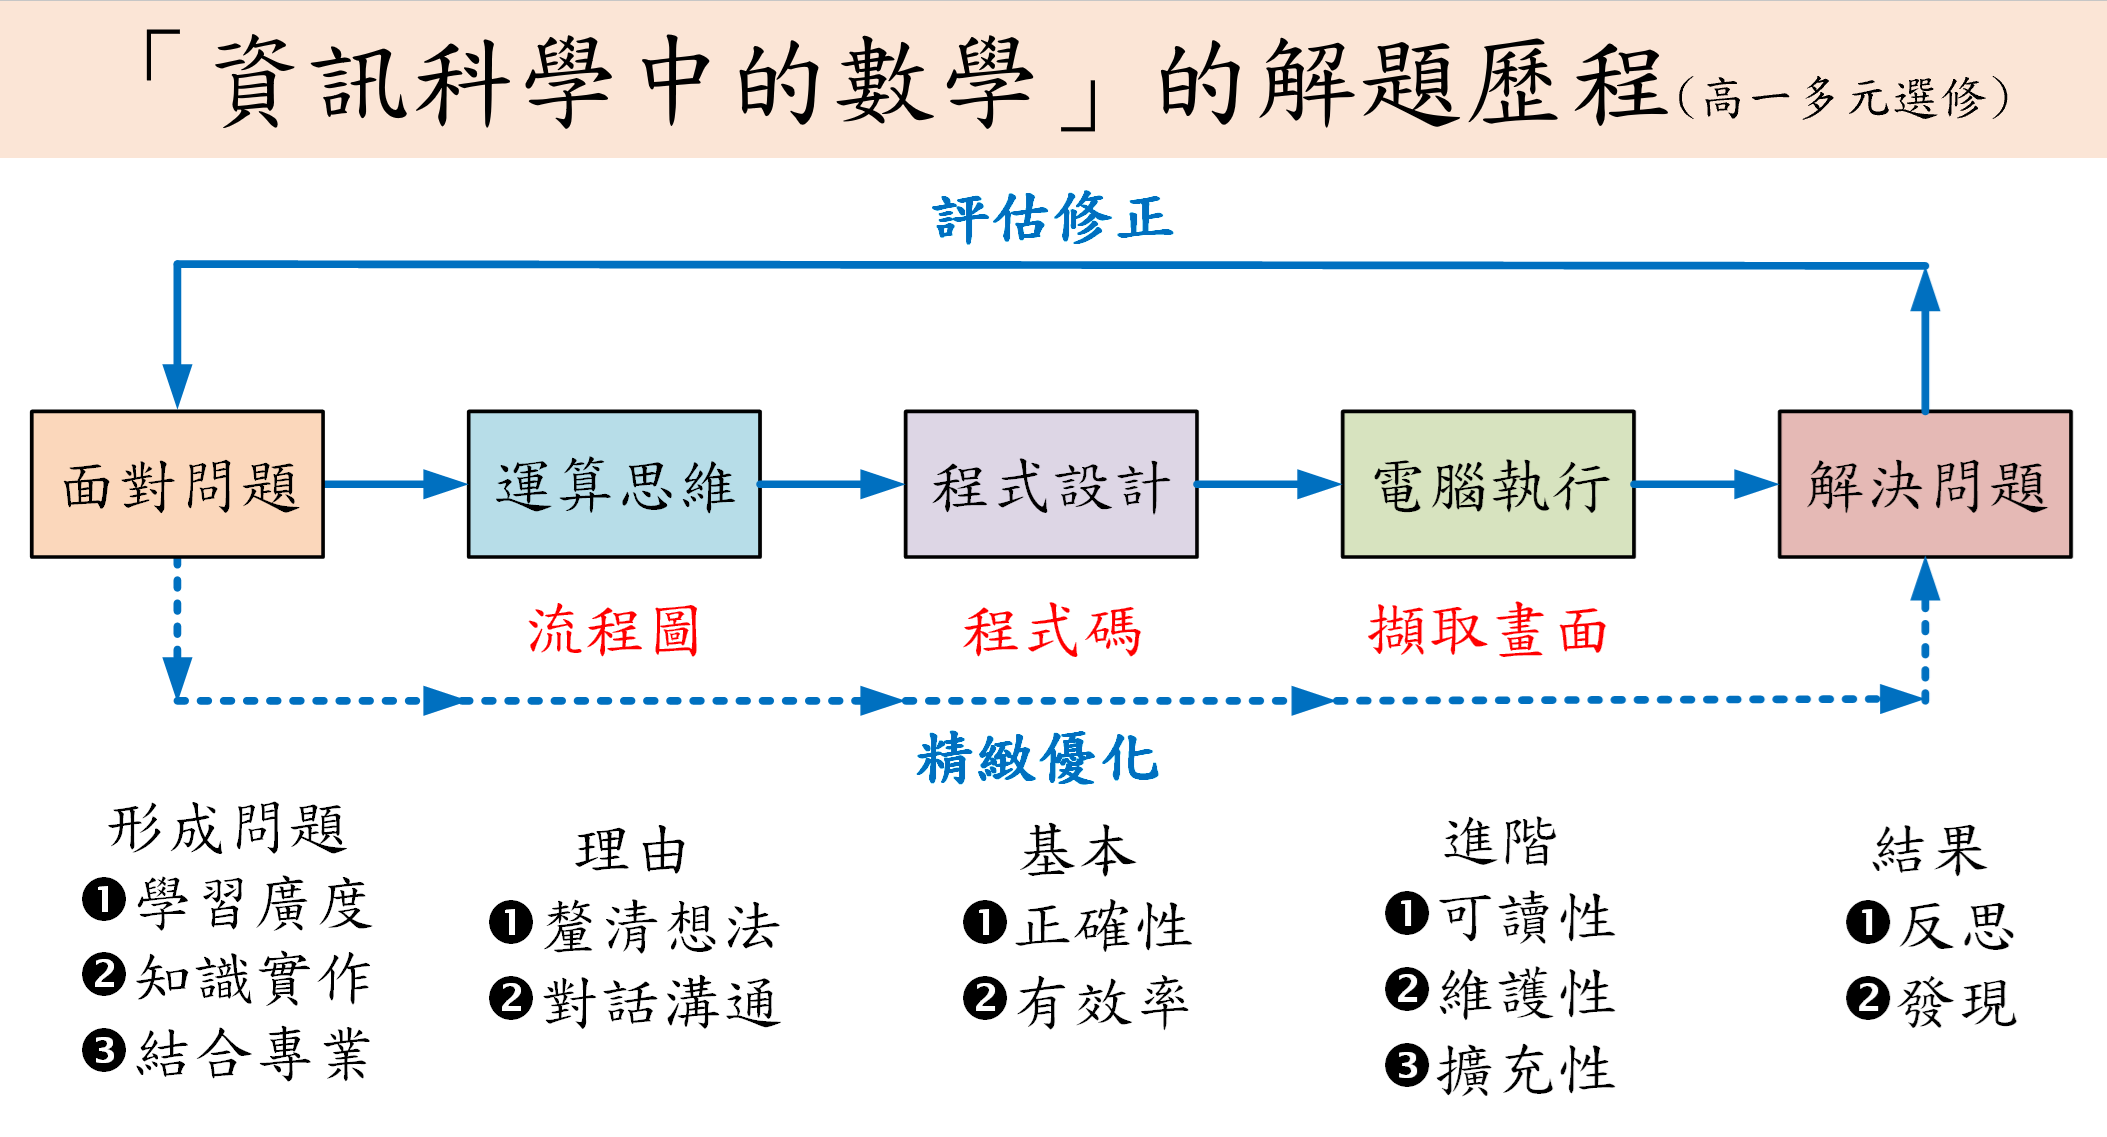 「資訊科學中的數學」的解題歷程(高一多元選修)
評估修正
面對問題
運算思維
程式設計
電腦執行
解決問題
流程圖
程式碼
擷取畫面
精緻優化
形成問題
❶學習廣度
❷知識實作
❸結合專業
理由
❶釐清想法
❷對話溝通
基本
❶正確性
❷有效率
進階
❶可讀性
❷維護性
❸擴充性
結果
❶反思
❷發現